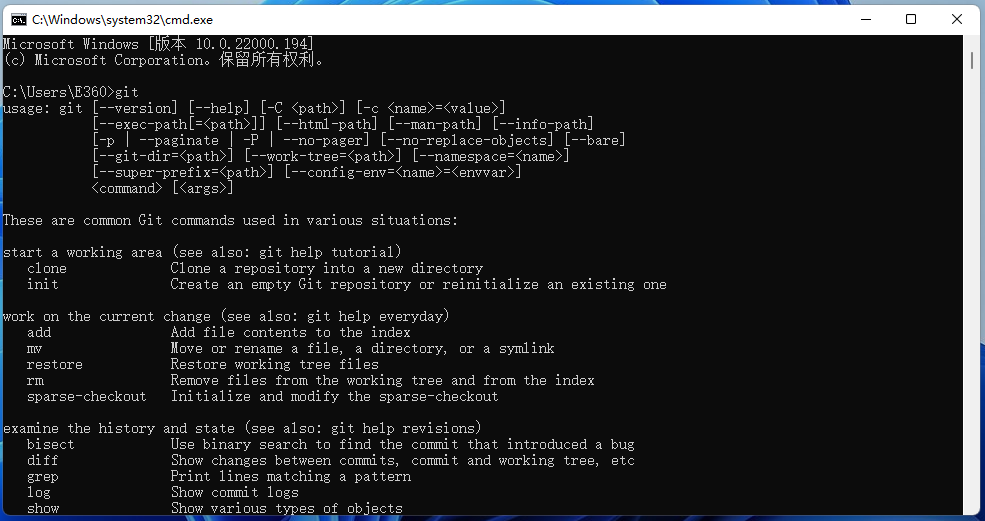 C:\Windows\system32\cmd.exe
Microsoft Windows [版本 10.0.22000.194]
(c) Microsoft Corporation。保留所有权利。
C:\Users\E360>git
usage: git [--version] [--help] [-C <path>] [-c <name>=<value>]
[--exec-path[=<path>]] [--html-path] [--man-path] [--info-path]
[-p | --paginate | -P | --no-pager] [--no-replace-objects] [--bare]
[--git-dir=<path>] [--work-tree=<path>] [--namespace=<name>]
[--super-prefix=<path>] [--config-env=<name>=<envvar>]
<command> [<args>]
These are common Git commands used in various situations:
start a working area (see also: git help tutorial)
clone Clone a repository into a new directory
init Create an empty Git repository or reinitialize an existing one
work on the current change (see also: git help everyday)
add Add file contents to the index
mv Move or rename a file, a directory, or a symlink
restore Restore working tree files
rm Remove files from the working tree and from the index
sparse-checkout Initialize and modify the sparse-checkout
examine the history and state (see also: git help revisions)
bisect Use binary search to find the commit that introduced a bug
diff Show changes between commits, commit and working tree, etc
grep Print lines matching a pattern
log Show commit logs
show Show various types of objects